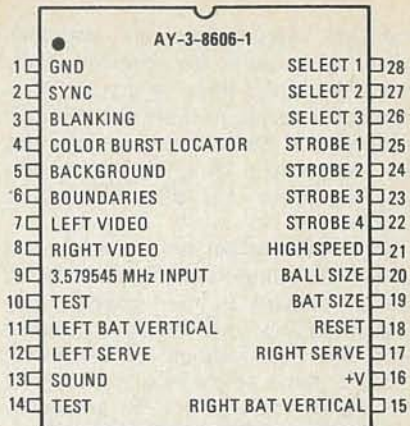 AY-3-8606-1
1 GND SELECT 1 28
2 SYNC SELECT 2 27
3 BLANKING SELECT 3 26
4 COLOR BURST LOCATOR STROBE 1 25
5 BACKGROUND STROBE 2 24
6 BOUNDARIES STROBE 3 23
7 LEFT VIDEO STROBE 4 22
8 RIGHT VIDEO HIGH SPEED 21
9 3.579545 MHz INPUT BALL SIZE 20
10 TEST BAT SIZE 19
11 LEFT BAT VERTICAL RESET 18
12 LEFT SERVE RIGHT SERVE 17
13 SOUND +V 16
14 TEST RIGHT BAT VERTICAL 15